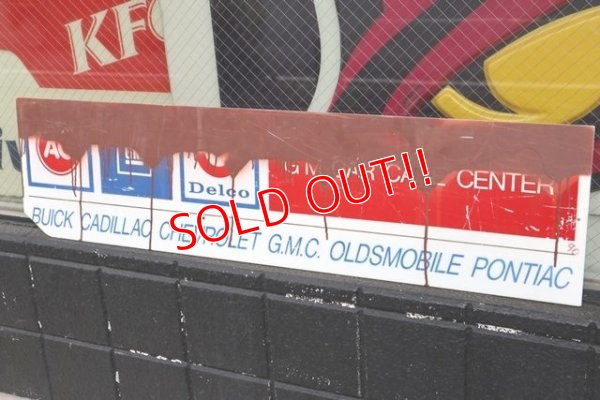 KFC
AC
GM
Delco
G.M. CAR CARE CENTER
SOLD OUT!!
BUICK CADILLAC CHEVROLET G.M.C. OLDSMOBILE PONTIAC